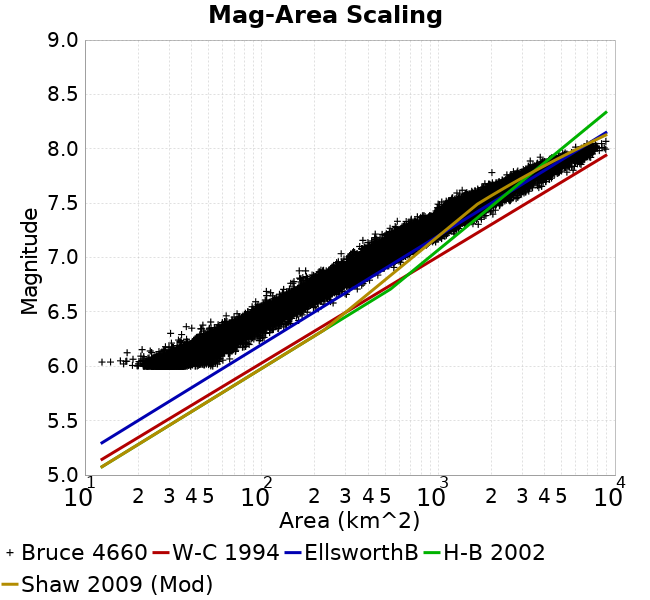 Mag-Area Scaling
9.0
8.5
8.0
7.5
7.0
6.5
6.0
5.5
5.0
Magnitude
10^1 2 3 4 5 10^2 2 3 4 5 10^3 2 3 4 5 10^4
Area (km^2)
+ Bruce 4660 W-C 1994 EllsworthB H-B 2002
Shaw 2009 (Mod)